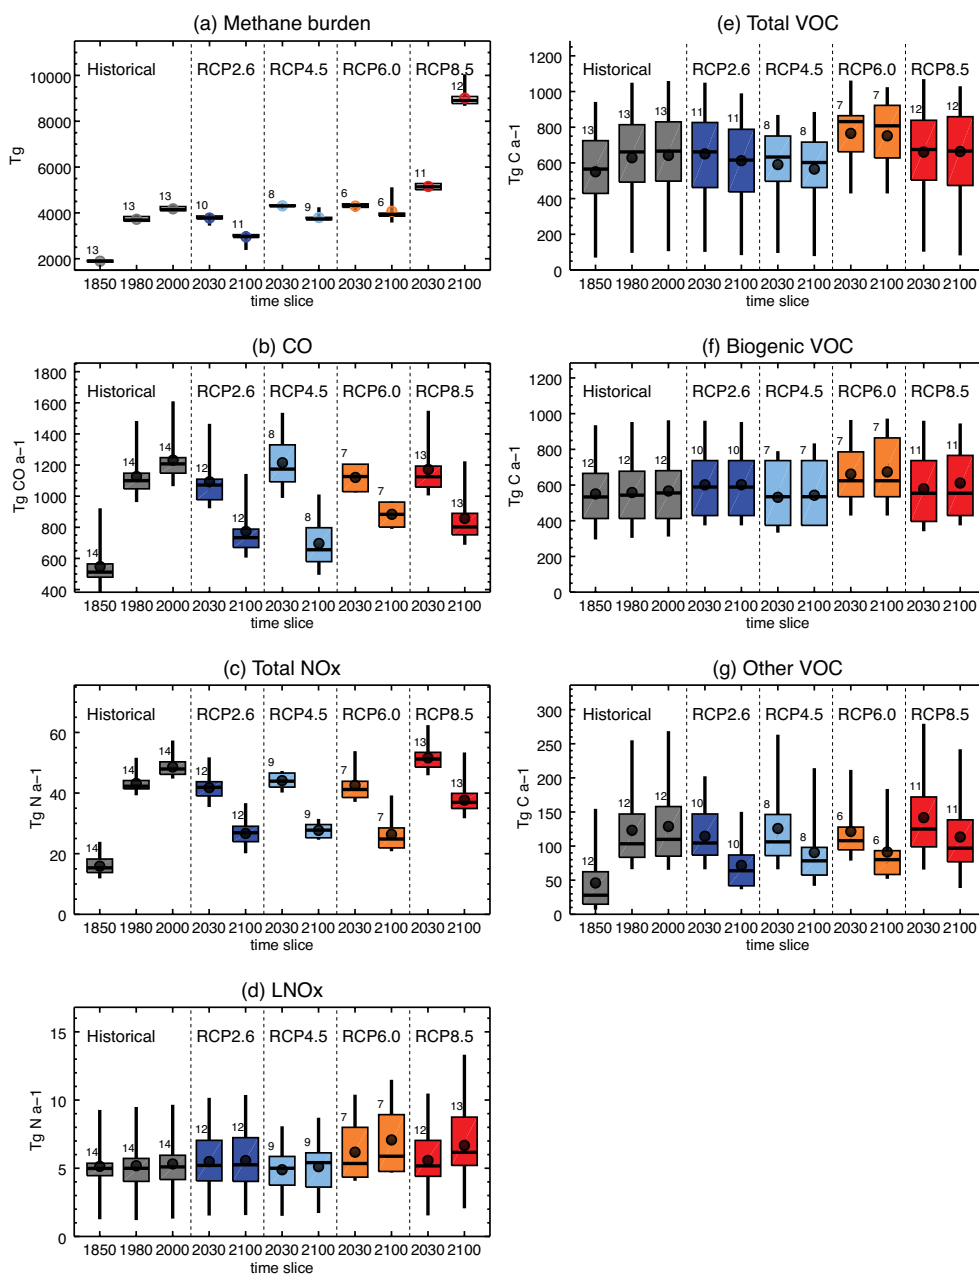 (a) Methane burden
Tg
10000
8000
6000
4000
2000
Historical RCP2.6 RCP4.5 RCP6.0 RCP8.5
13 13 13 10 11 8 9 6 6 11 12
1850 1980 2000 2030 2100 2030 2100 2030 2100 2030 2100
time slice
(b) CO
Tg CO a−1
1800
1600
1400
1200
1000
800
600
400
Historical RCP2.6 RCP4.5 RCP6.0 RCP8.5
14 14 14 12 12 8 8 7 7 13 13
1850 1980 2000 2030 2100 2030 2100 2030 2100 2030 2100
time slice
(c) Total NOx
Tg N a−1
60
40
20
0
Historical RCP2.6 RCP4.5 RCP6.0 RCP8.5
14 14 14 12 12 9 9 7 7 13 13
1850 1980 2000 2030 2100 2030 2100 2030 2100 2030 2100
time slice
(d) LNOx
Tg N a−1
15
10
5
0
Historical RCP2.6 RCP4.5 RCP6.0 RCP8.5
14 14 14 12 12 9 9 7 7 12 13
1850 1980 2000 2030 2100 2030 2100 2030 2100 2030 2100
time slice
(e) Total VOC
Tg C a−1
1200
1000
800
600
400
200
0
Historical RCP2.6 RCP4.5 RCP6.0 RCP8.5
13 13 13 12 12 8 8 7 7 12 12
1850 1980 2000 2030 2100 2030 2100 2030 2100 2030 2100
time slice
(f) Biogenic VOC
Tg C a−1
1200
1000
800
600
400
200
0
Historical RCP2.6 RCP4.5 RCP6.0 RCP8.5
12 12 12 10 10 7 7 7 7 11 11
1850 1980 2000 2030 2100 2030 2100 2030 2100 2030 2100
time slice
(g) Other VOC
Tg C a−1
300
250
200
150
100
50
0
Historical RCP2.6 RCP4.5 RCP6.0 RCP8.5
12 12 12 10 10 8 8 6 6 11 11
1850 1980 2000 2030 2100 2030 2100 2030 2100 2030 2100
time slice